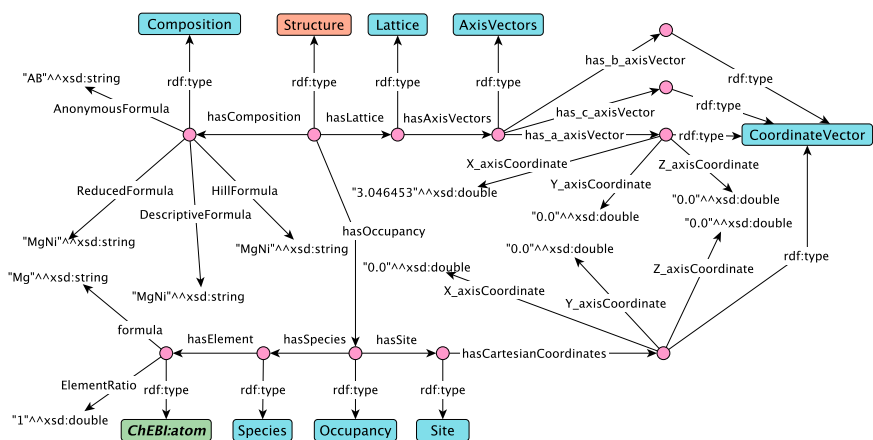 Composition
Structure
Lattice
AxisVectors
has_b_axisVector
"AB"^^xsd:string
rdf:type
rdf:type
rdf:type
rdf:type
rdf:type
AnonymousFormula
hasComposition
hasLattice
hasAxisVectors
has_c_axisVector
rdf:type
has_a_axisVector
rdf:type
CoordinateVector
X_axisCoordinate
Z_axisCoordinate
ReducedFormula
HillFormula
"3.046453"^^xsd:double
Y_axisCoordinate
"0.0"^^xsd:double
DescriptiveFormula
"0.0"^^xsd:double
"0.0"^^xsd:double
hasOccupancy
"MgNi"^^xsd:string
"MgNi"^^xsd:string
"0.0"^^xsd:double
rdf:type
"Mg"^^xsd:string
"0.0"^^xsd:double
Z_axisCoordinate
"MgNi"^^xsd:string
X_axisCoordinate
Y_axisCoordinate
formula
hasElement
hasSpecies
hasSite
hasCartesianCoordinates
ElementRatio
rdf:type
rdf:type
rdf:type
rdf:type
"1"^^xsd:double
ChEBI:atom
Species
Occupancy
Site